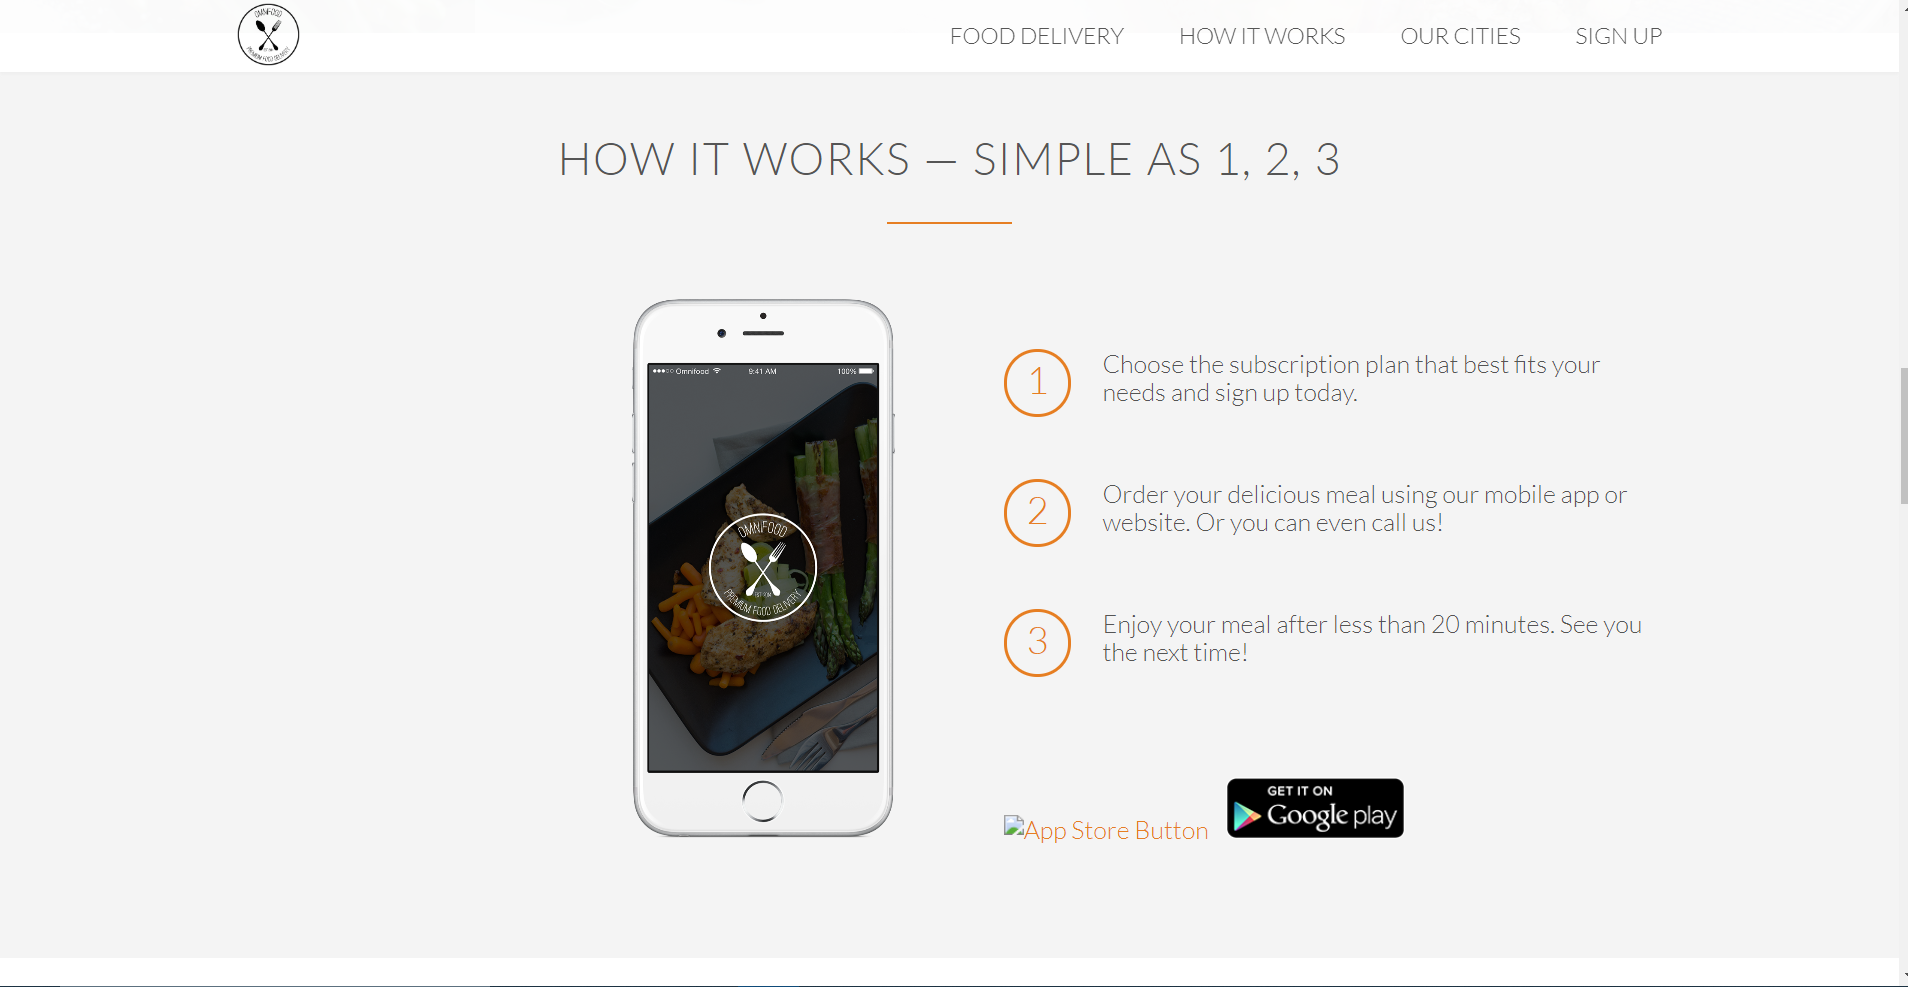 OMNIFOOD
PREMIUM FOOD DELIVERY
FOOD DELIVERY
HOW IT WORKS
OUR CITIES
SIGN UP
HOW IT WORKS — SIMPLE AS 1, 2, 3
Omnifood
9:41 AM
100%
OMNIFOOD
PREMIUM FOOD DELIVERY
1
Choose the subscription plan that best fits your
needs and sign up today.
2
Order your delicious meal using our mobile app or
website. Or you can even call us!
3
Enjoy your meal after less than 20 minutes. See you
the next time!
App Store Button
GET IT ON
Google play